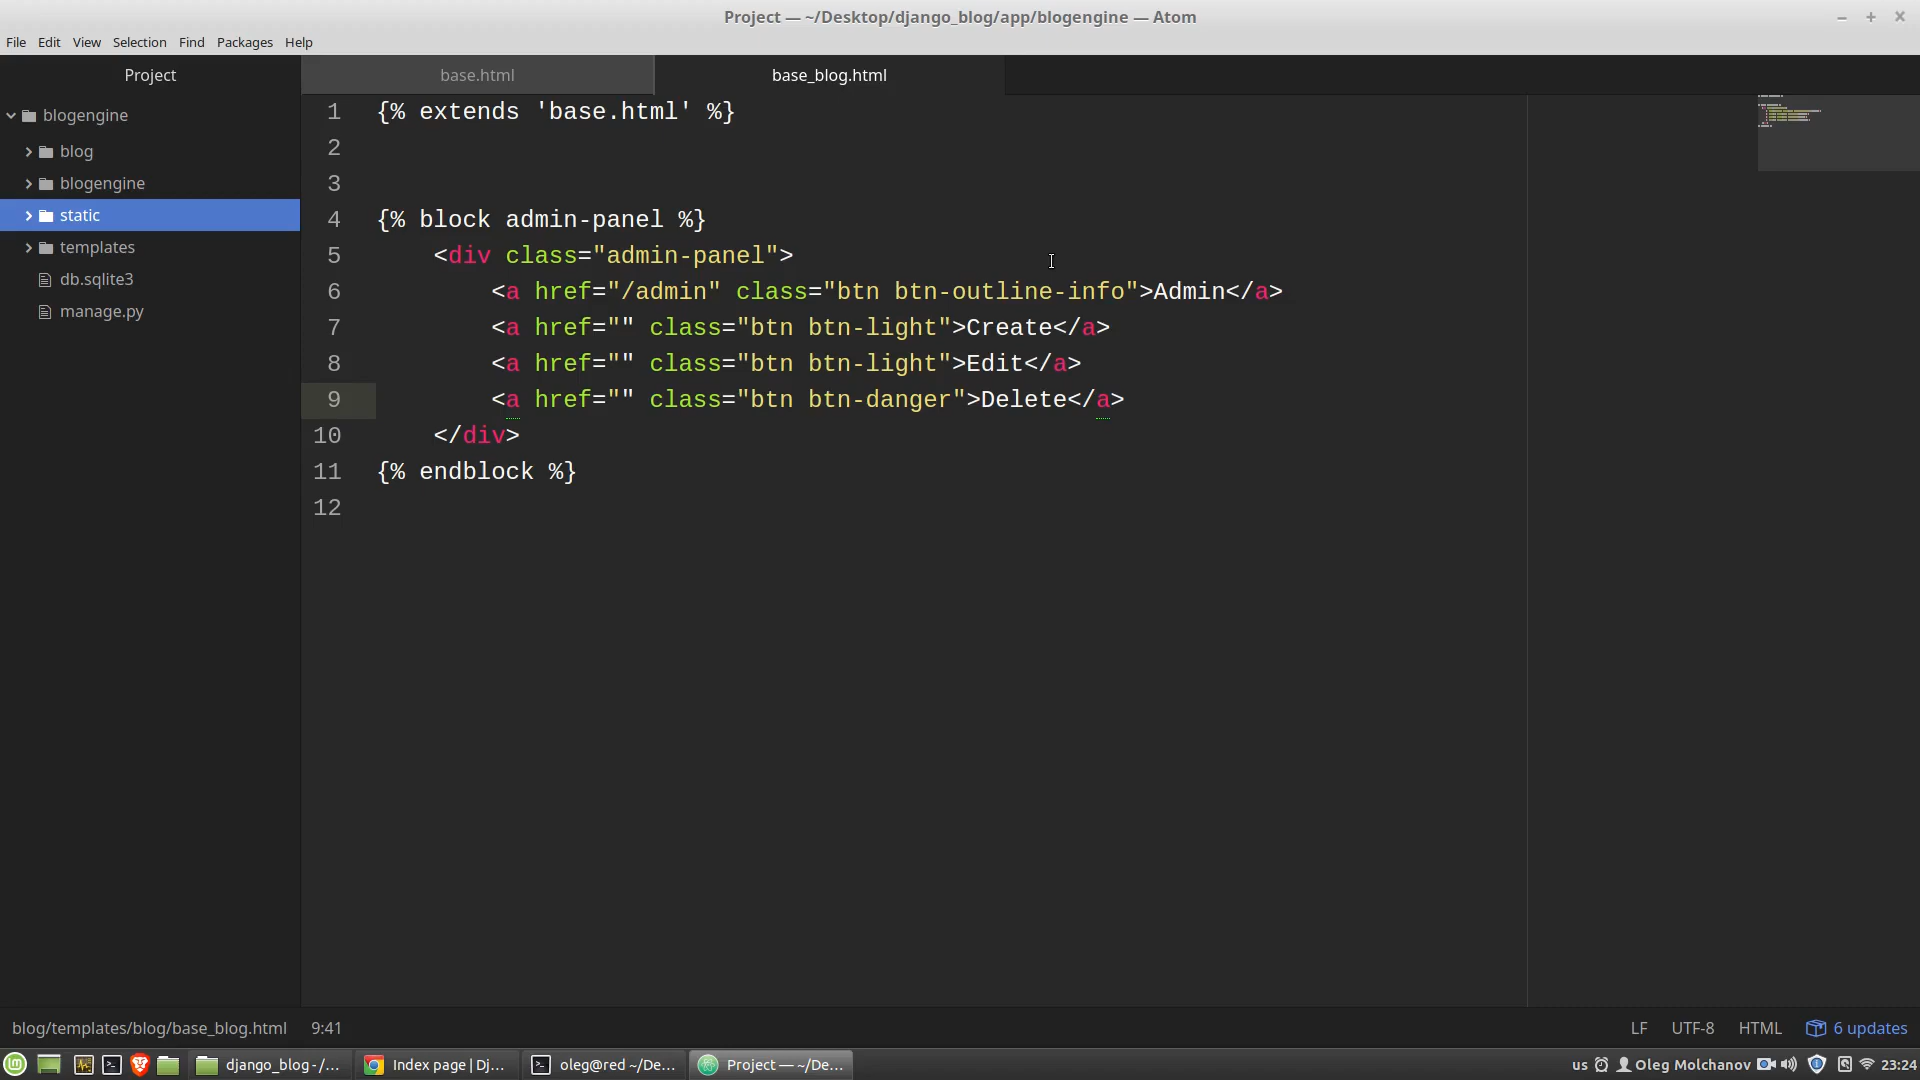 Project — ~/Desktop/django_blog/app/blogengine — Atom
File Edit View Selection Find Packages Help
Project
base.html
base_blog.html
blogengine
blog
blogengine
static
templates
db.sqlite3
manage.py
1 {% extends 'base.html' %}
2
3
4 {% block admin-panel %}
5 <div class="admin-panel">
6 <a href="/admin" class="btn btn-outline-info">Admin</a>
7 <a href="" class="btn btn-light">Create</a>
8 <a href="" class="btn btn-light">Edit</a>
9 <a href="" class="btn btn-danger">Delete</a>
10 </div>
11 {% endblock %}
12
blog/templates/blog/base_blog.html 9:41
LF UTF-8 HTML 6 updates
django_blog - /... Index page | Dj... oleg@red ~/De... Project — ~/De... us Oleg Molchanov 23:24